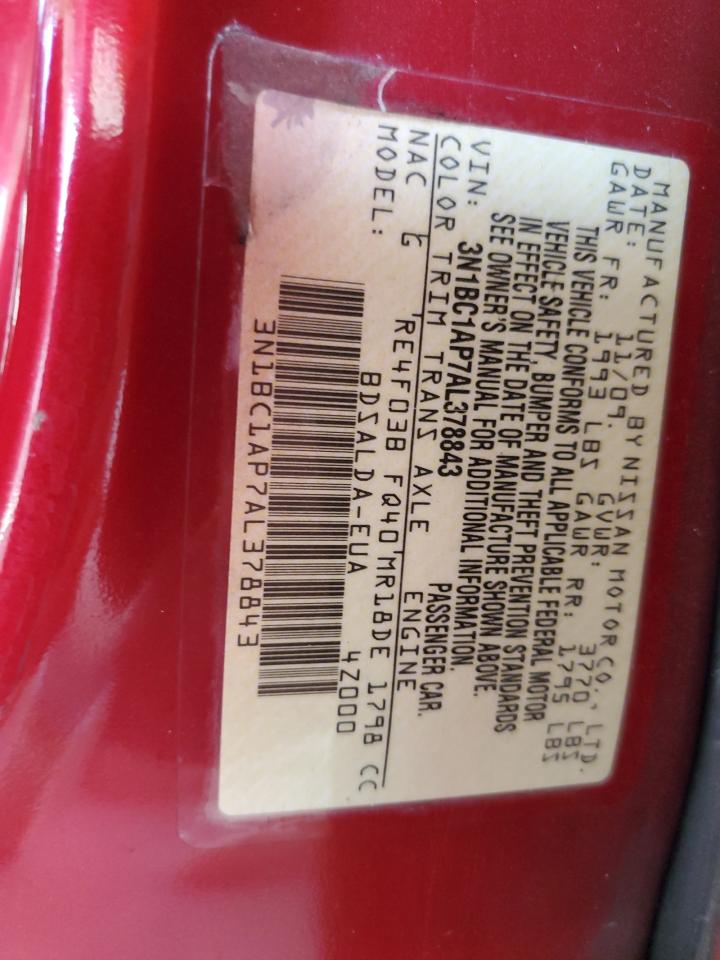 MANUFACTURED BY NISSAN MOTOR CO., LTD.
DATE: 11/09. GVWR: 3770 LBS
GAWR FR: 1993 LBS GAWR RR: 1795 LBS
THIS VEHICLE CONFORMS TO ALL APPLICABLE FEDERAL MOTOR
VEHICLE SAFETY, BUMPER AND THEFT PREVENTION STANDARDS
IN EFFECT ON THE DATE OF MANUFACTURE SHOWN ABOVE.
SEE OWNER'S MANUAL FOR ADDITIONAL INFORMATION.
VIN: 3N1BC1AP7AL378843 PASSENGER CAR.
COLOR TRIM TRANS AXLE ENGINE
NAC G RE4F03B FQ40 MR18DE 1798 CC
MODEL: BDSALDA-EUA 4Z000
3N1BC1AP7AL378843